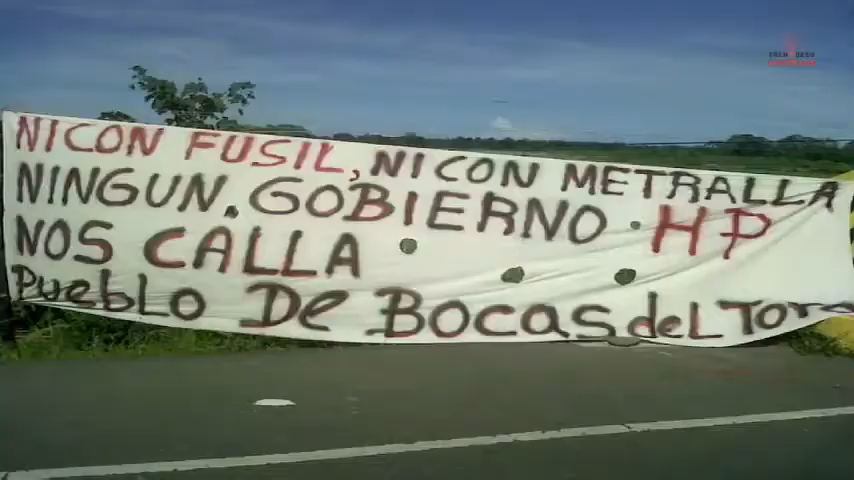 NI CON FUSIL, NI CON METRALLA
NINGUN. GOBIERNO · HP
NOS CALLA
Pueblo De Bocas deL Toro